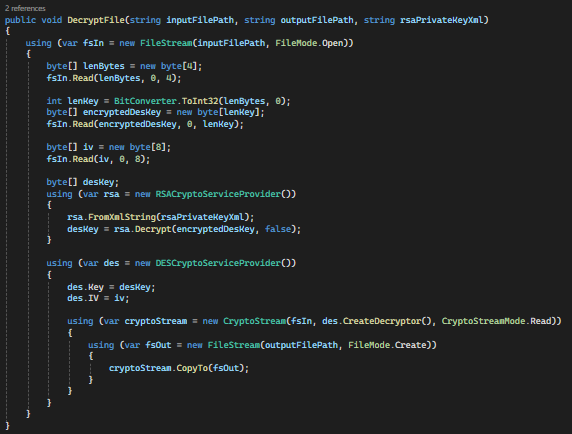 2 references
public void DecryptFile(string inputFilePath, string outputFilePath, string rsaPrivateKeyXml)
{
    using (var fsIn = new FileStream(inputFilePath, FileMode.Open))
    {
        byte[] lenBytes = new byte[4];
        fsIn.Read(lenBytes, 0, 4);

        int lenKey = BitConverter.ToInt32(lenBytes, 0);
        byte[] encryptedDesKey = new byte[lenKey];
        fsIn.Read(encryptedDesKey, 0, lenKey);

        byte[] iv = new byte[8];
        fsIn.Read(iv, 0, 8);

        byte[] desKey;
        using (var rsa = new RSACryptoServiceProvider())
        {
            rsa.FromXmlString(rsaPrivateKeyXml);
            desKey = rsa.Decrypt(encryptedDesKey, false);
        }

        using (var des = new DESCryptoServiceProvider())
        {
            des.Key = desKey;
            des.IV = iv;

            using (var cryptoStream = new CryptoStream(fsIn, des.CreateDecryptor(), CryptoStreamMode.Read))
            {
                using (var fsOut = new FileStream(outputFilePath, FileMode.Create))
                {
                    cryptoStream.CopyTo(fsOut);
                }
            }
        }
    }
}